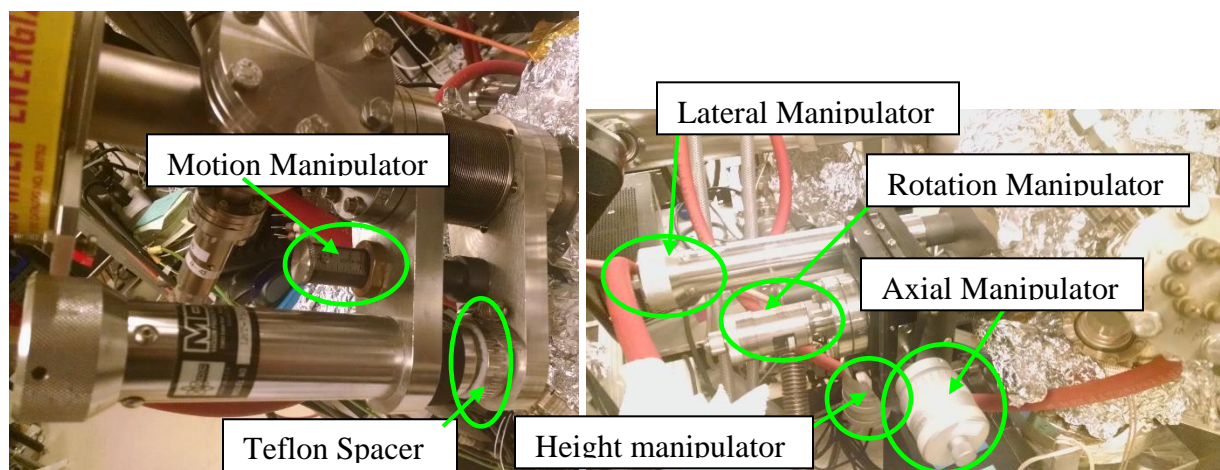 Motion Manipulator
Teflon Spacer
Lateral Manipulator
Rotation Manipulator
Axial Manipulator
Height manipulator